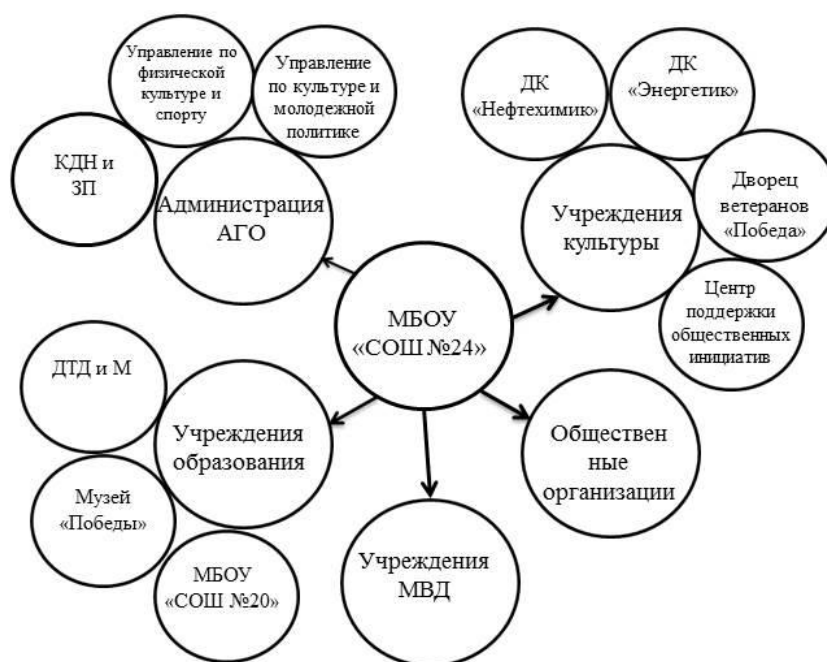 Управление по
физической
культуре и
спорту
Управление
по культуре и
молодежной
политике
КДН и
ЗП
Администрация
АГО
ДК
«Нефтехимик»
ДК
«Энергетик»
Учреждения
культуры
Дворец
ветеранов
«Победа»
Центр
поддержки
общественных
инициатив
МБОУ
«СОШ №24»
ДТД и М
Учреждения
образования
Музей
«Победы»
МБОУ
«СОШ №20»
Учреждения
МВД
Обществен
ные
организации